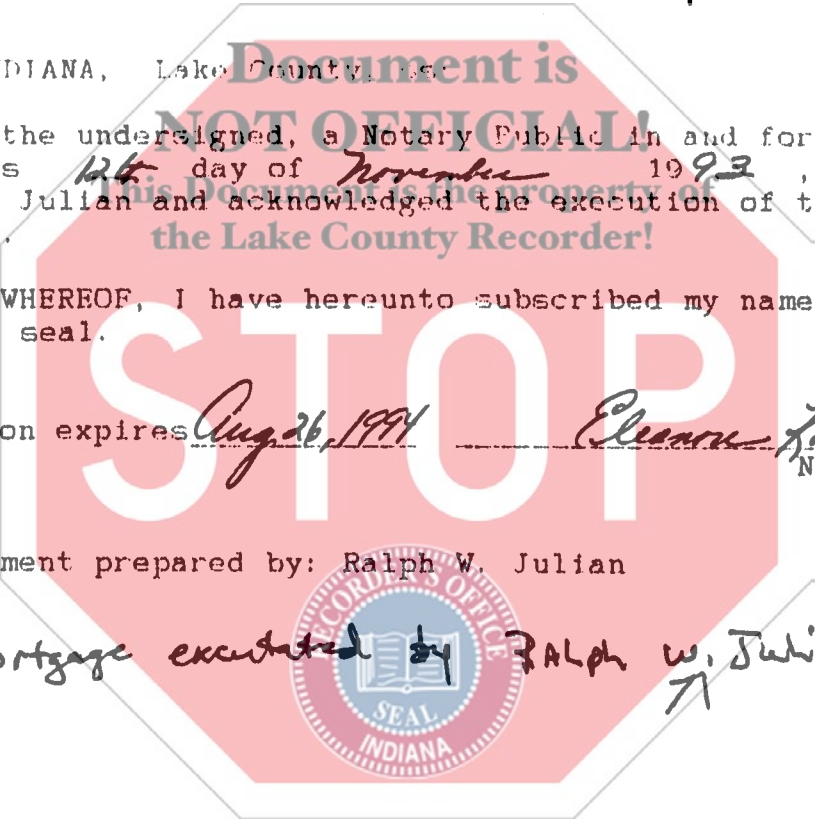 DIANA, Lake County, ss:
Document is
NOT OFFICIAL!
the undersigned, a Notary Public in and for
s 12th day of November 1993 ,
This Document is the property of
Julian and acknowledged the execution of t
.
the Lake County Recorder!
WHEREOF, I have hereunto subscribed my name
seal.
STOP
on expires Aug 26, 1994 Eleanore
N
ment prepared by: Ralph W. Julian
ortgage excutated by RALph W. Juli
RECORDER'S OFFICE
SEAL
INDIANA